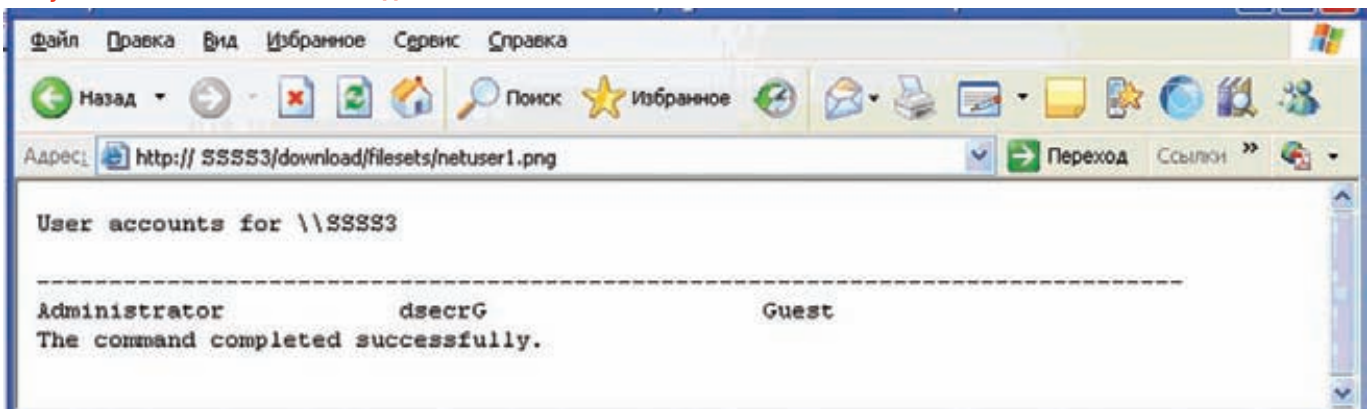 Файл Правка Вид Избранное Сервис Справка
Назад Поиск Избранное
Адрес: http:// SSSS3/download/filesets/netuser1.png Переход Ссылки »
User accounts for \\SSSS3
-------------------------------------------------------------------------------
Administrator dsecrG Guest
The command completed successfully.